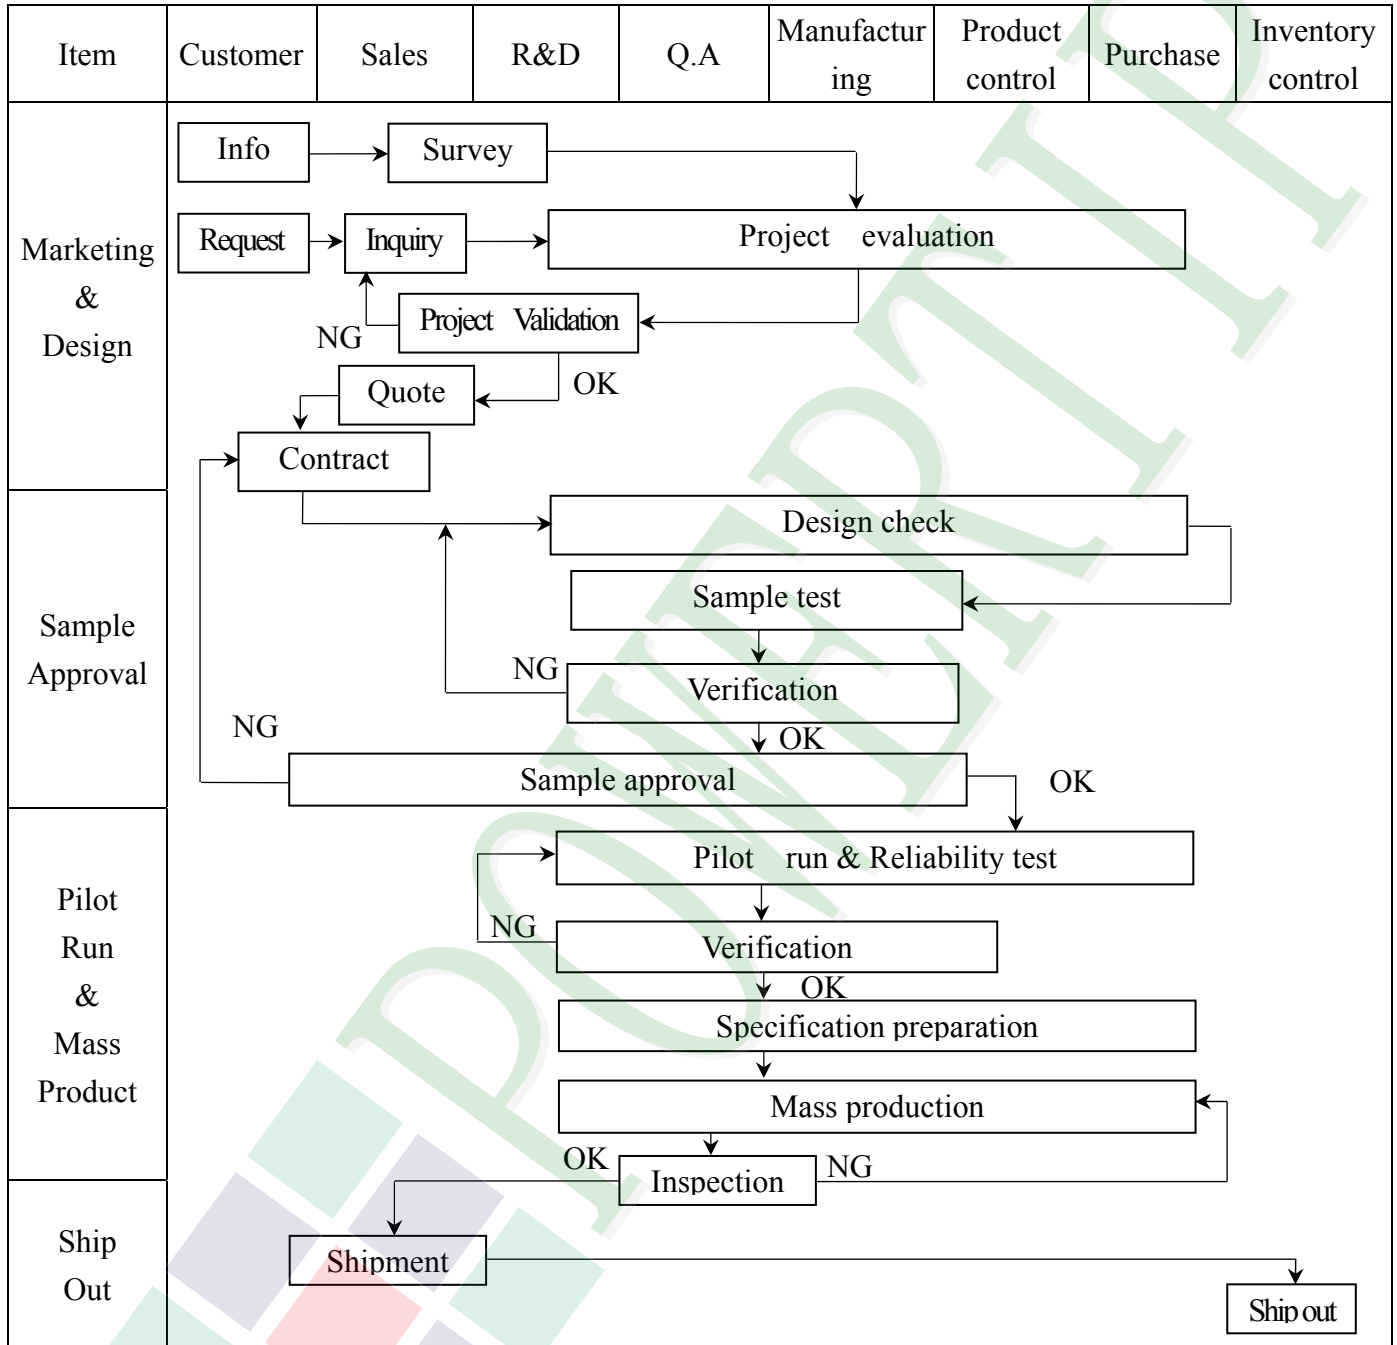 Item
Customer
Sales
R&D
Q.A
Manufactur
ing
Product
control
Purchase
Inventory
control
Marketing
&
Design
Info
Survey
Request
Inquiry
Project evaluation
NG
Project Validation
Quote
OK
Contract
Sample
Approval
Design check
Sample test
NG
Verification
NG
OK
Sample approval
OK
Pilot
Run
&
Mass
Product
Pilot run & Reliability test
NG
Verification
OK
Specification preparation
Mass production
OK
Inspection
NG
Ship
Out
Shipment
Ship out
POWERTIP